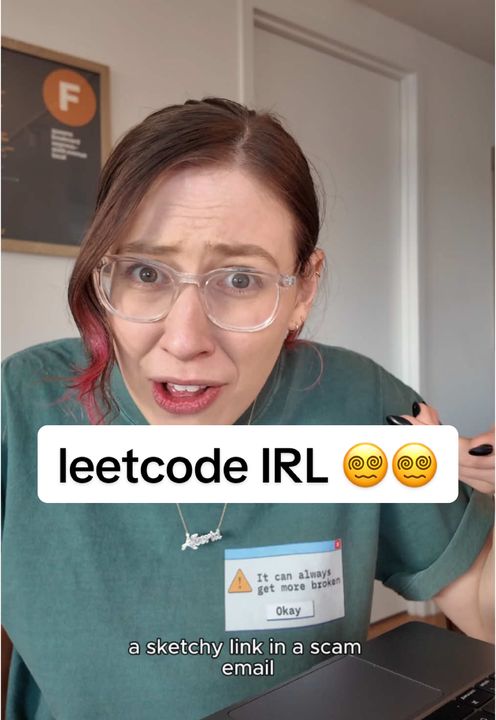 F
leetcode IRL 😵‍💫😵‍💫
It can always
get more broken
Okay
a sketchy link in a scam
email